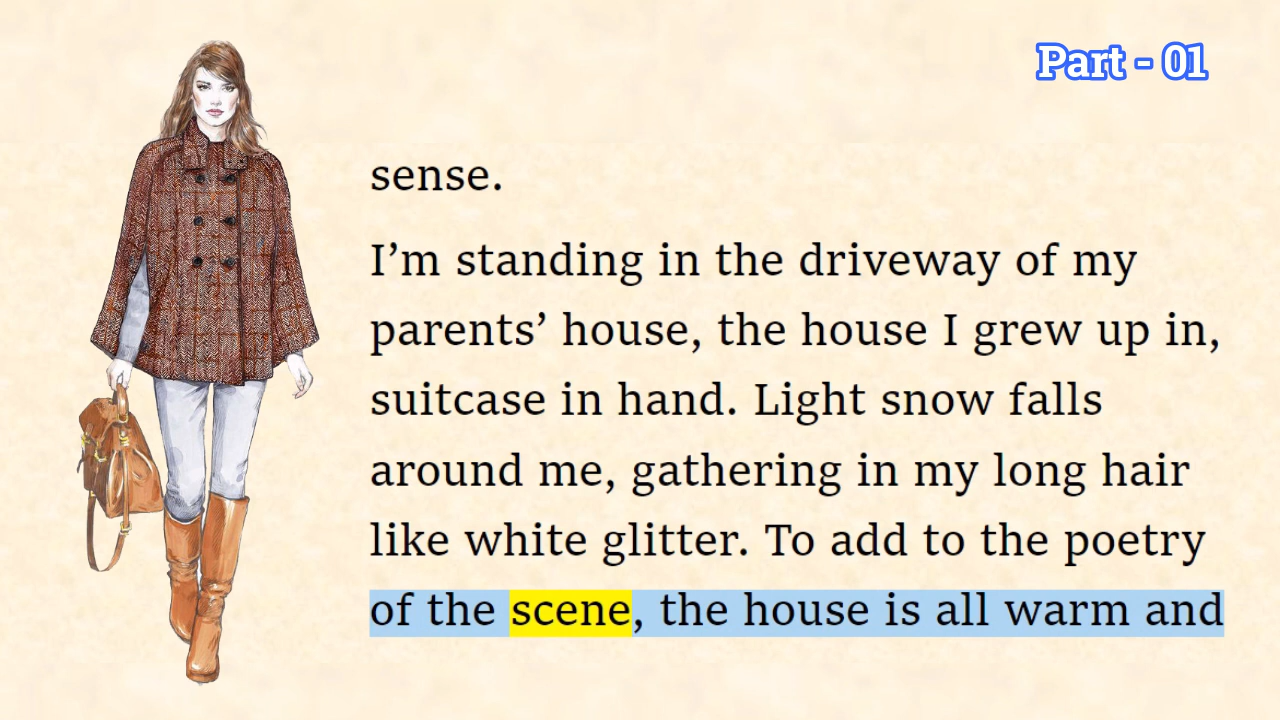 Part - 01
sense.
I’m standing in the driveway of my
parents’ house, the house I grew up in,
suitcase in hand. Light snow falls
around me, gathering in my long hair
like white glitter. To add to the poetry
of the scene, the house is all warm and